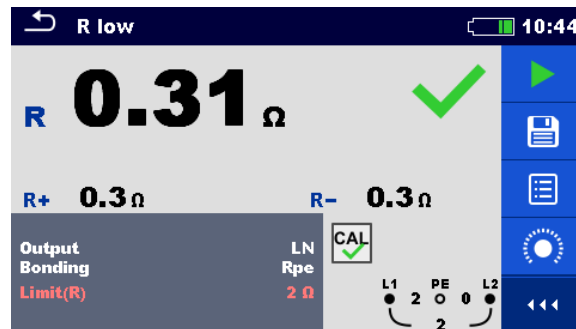 R low 10:44
R 0.31 Ω
R+ 0.3 Ω R- 0.3 Ω
Output LN
Bonding Rpe
Limit(R) 2 Ω
CAL
L1 PE L2
2 0
2